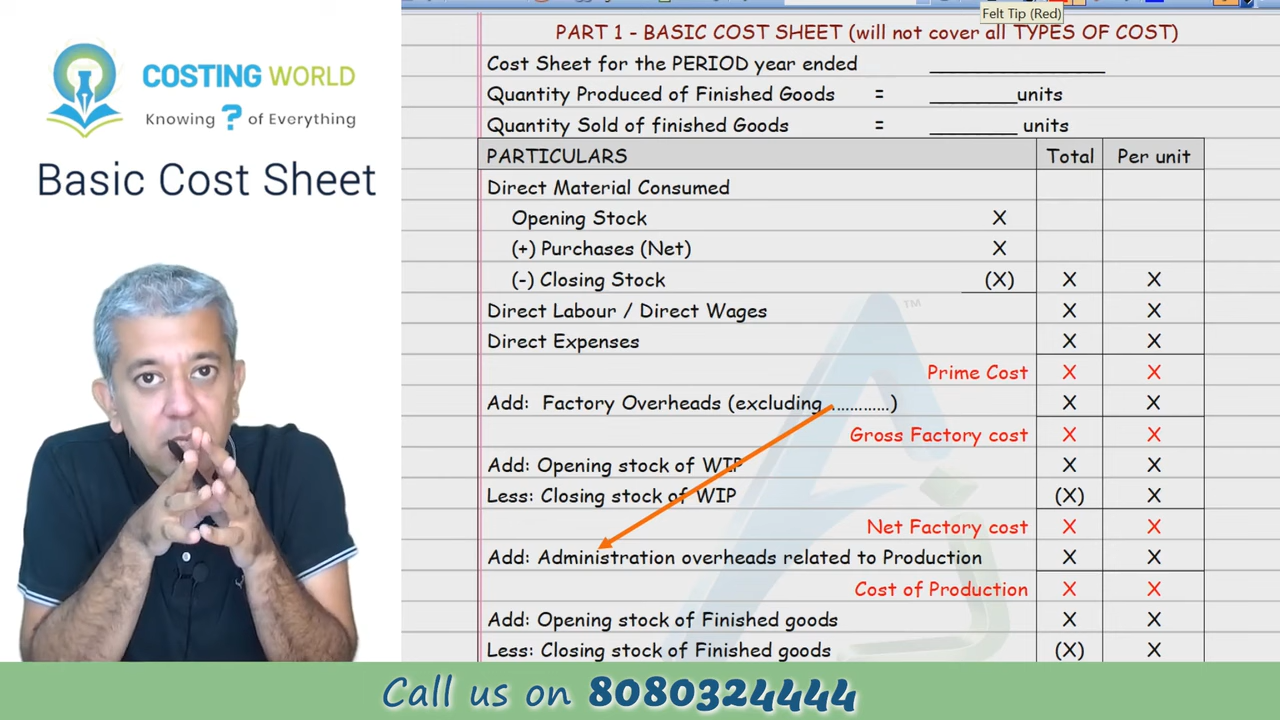 Felt Tip (Red)
COSTING WORLD
Knowing ? of Everything
Basic Cost Sheet
PART 1 - BASIC COST SHEET (will not cover all TYPES OF COST)
Cost Sheet for the PERIOD year ended _______________
Quantity Produced of Finished Goods = ________units
Quantity Sold of finished Goods = ________ units
PARTICULARS Total Per unit
Direct Material Consumed
Opening Stock X
(+) Purchases (Net) X
(-) Closing Stock (X) X X
Direct Labour / Direct Wages X X
Direct Expenses X X
Prime Cost X X
Add: Factory Overheads (excluding ............) X X
Gross Factory cost X X
Add: Opening stock of WIP X X
Less: Closing stock of WIP (X) X
Net Factory cost X X
Add: Administration overheads related to Production X X
Cost of Production X X
Add: Opening stock of Finished goods X X
Less: Closing stock of Finished goods (X) X
TM
Call us on 8080324444